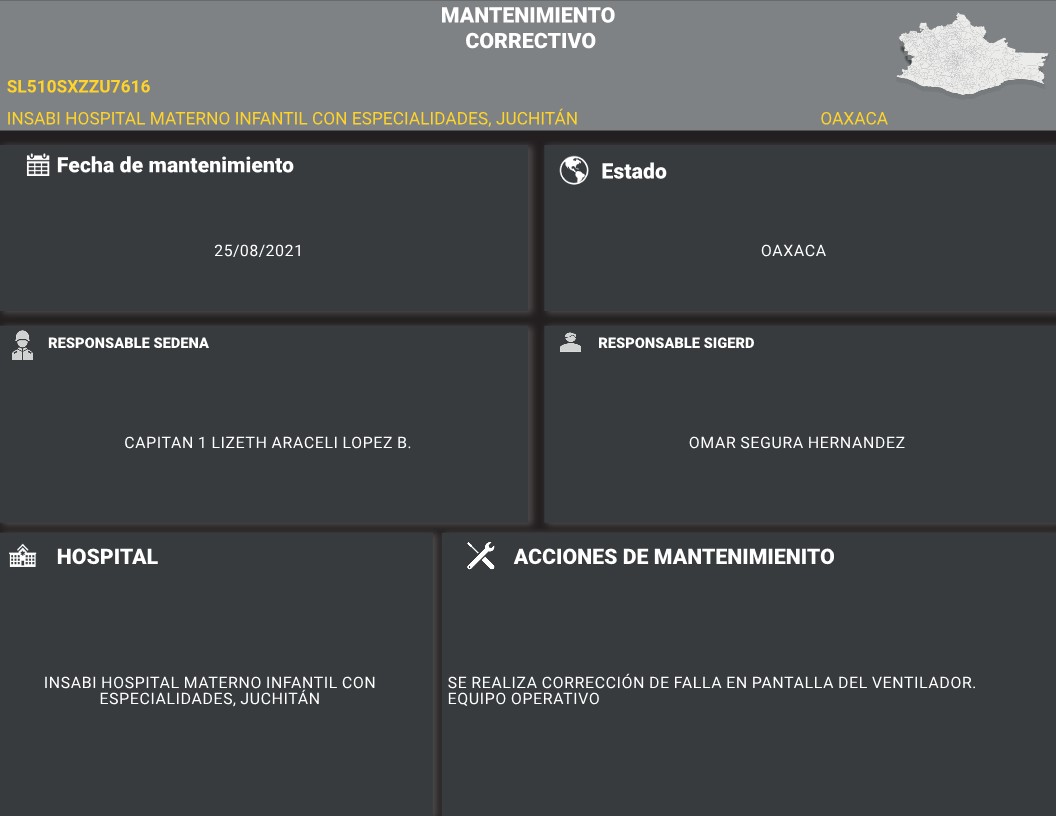 MANTENIMIENTO
CORRECTIVO
SL510SXZZU7616
INSABI HOSPITAL MATERNO INFANTIL CON ESPECIALIDADES, JUCHITÁN
OAXACA
Fecha de mantenimiento
25/08/2021
Estado
OAXACA
RESPONSABLE SEDENA
CAPITAN 1 LIZETH ARACELI LOPEZ B.
RESPONSABLE SIGERD
OMAR SEGURA HERNANDEZ
HOSPITAL
INSABI HOSPITAL MATERNO INFANTIL CON
ESPECIALIDADES, JUCHITÁN
ACCIONES DE MANTENIMIENITO
SE REALIZA CORRECCIÓN DE FALLA EN PANTALLA DEL VENTILADOR.
EQUIPO OPERATIVO